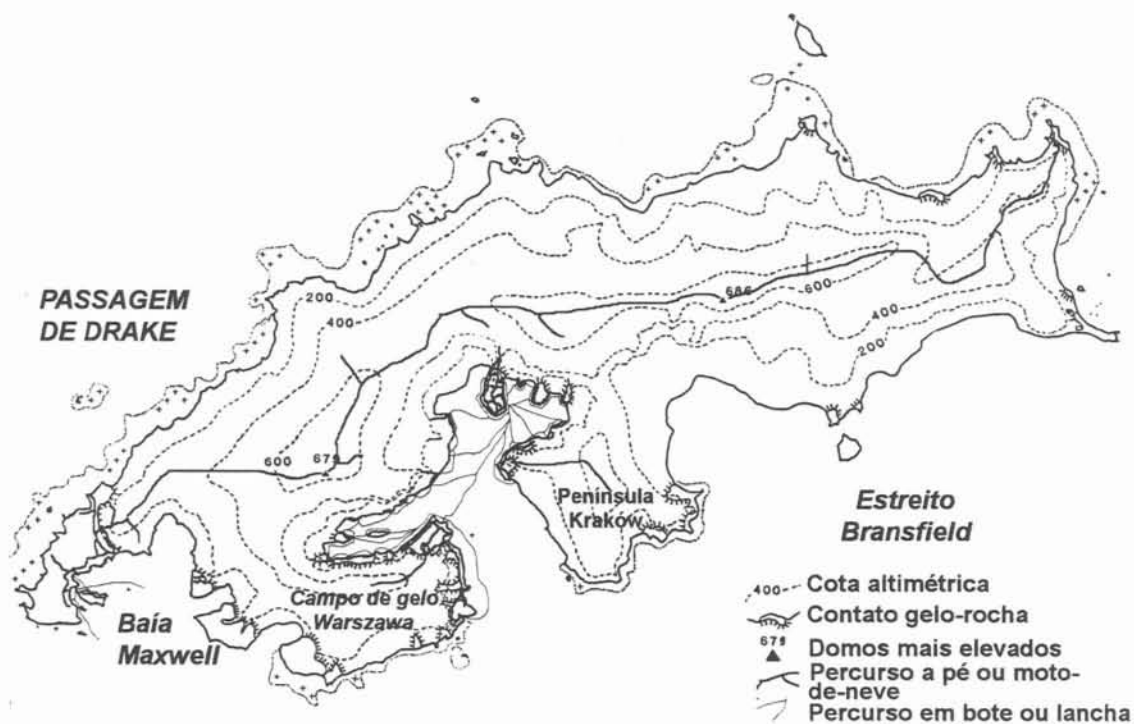 PASSAGEM
DE DRAKE
200
400
686
600
400
200
600
679
Península
Kraków
Estreito
Bransfield
Campo de gelo
Warszawa
Baía
Maxwell
400 Cota altimétrica
Contato gelo-rocha
679 Domos mais elevados
Percurso a pé ou moto-
de-neve
Percurso em bote ou lancha